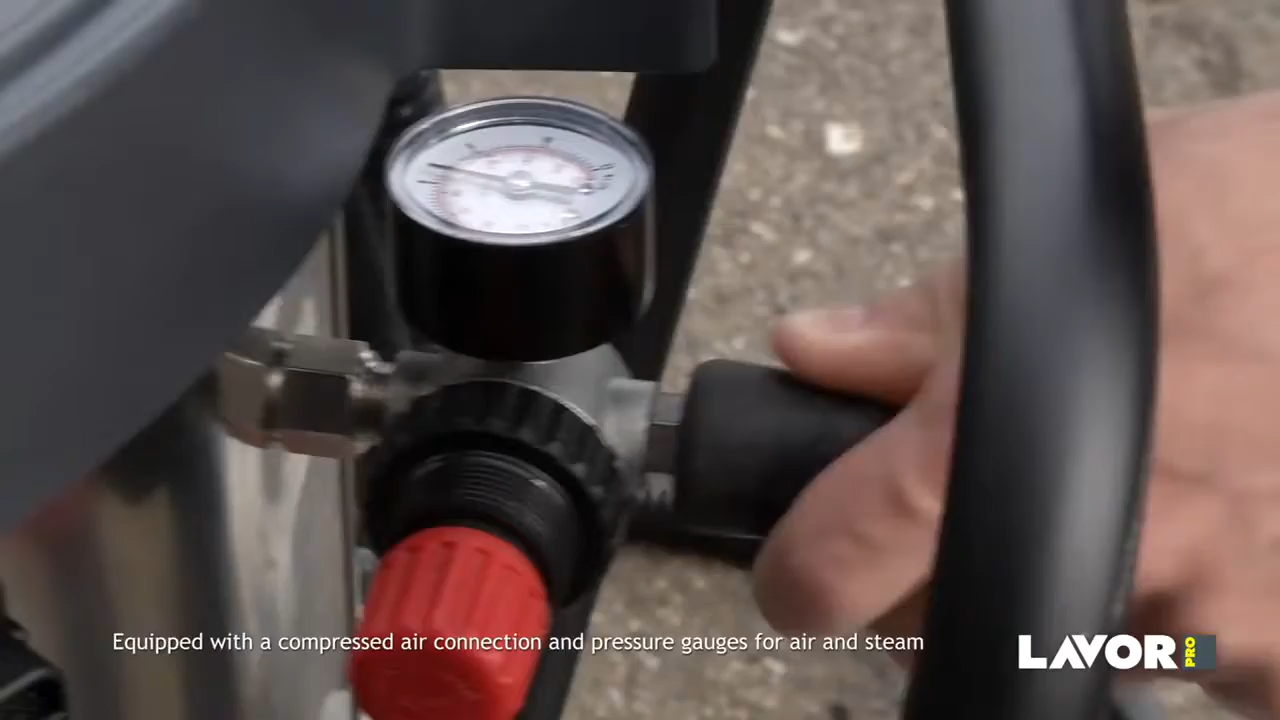 Equipped with a compressed air connection and pressure gauges for air and steam
LAVOR PRO